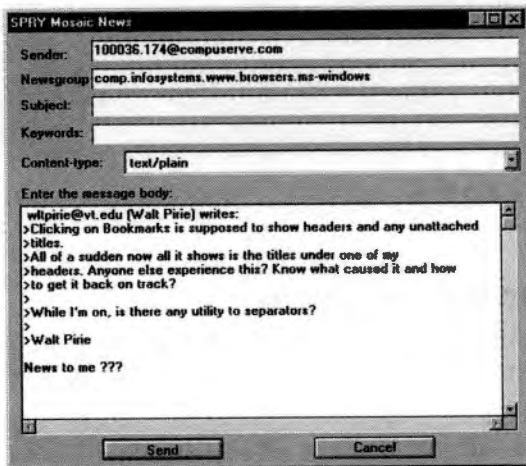 SPRY Mosaic News
Sender: 100036.174@compuserve.com
Newsgroup comp.infosystems.www.browsers.ms-windows
Subject:
Keywords:
Content-type: text/plain
Enter the message body:
wltpirie@vt.edu (Walt Pirie) writes:
>Clicking on Bookmarks is supposed to show headers and any unattached
>titles.
>All of a sudden now all it shows is the titles under one of my
>headers. Anyone else experience this? Know what caused it and how
>to get it back on track?
>
>While I'm on, is there any utility to separators?
>
>Walt Pirie
News to me ???
Send Cancel